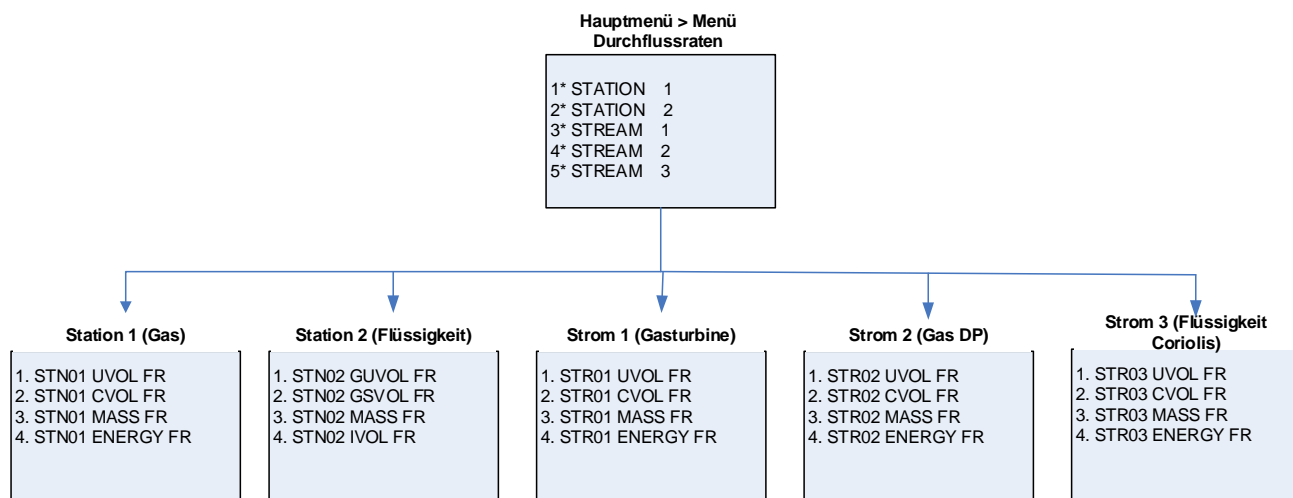 Hauptmenü > Menü
Durchflussraten
1* STATION 1
2* STATION 2
3* STREAM 1
4* STREAM 2
5* STREAM 3
Station 1 (Gas)
1. STN01 UVOL FR
2. STN01 CVOL FR
3. STN01 MASS FR
4. STN01 ENERGY FR
Station 2 (Flüssigkeit)
1. STN02 GUVOL FR
2. STN02 GSVOL FR
3. STN02 MASS FR
4. STN02 IVOL FR
Strom 1 (Gasturbine)
1. STR01 UVOL FR
2. STR01 CVOL FR
3. STR01 MASS FR
4. STR01 ENERGY FR
Strom 2 (Gas DP)
1. STR02 UVOL FR
2. STR02 CVOL FR
3. STR02 MASS FR
4. STR02 ENERGY FR
Strom 3 (Flüssigkeit
Coriolis)
1. STR03 UVOL FR
2. STR03 CVOL FR
3. STR03 MASS FR
4. STR03 ENERGY FR